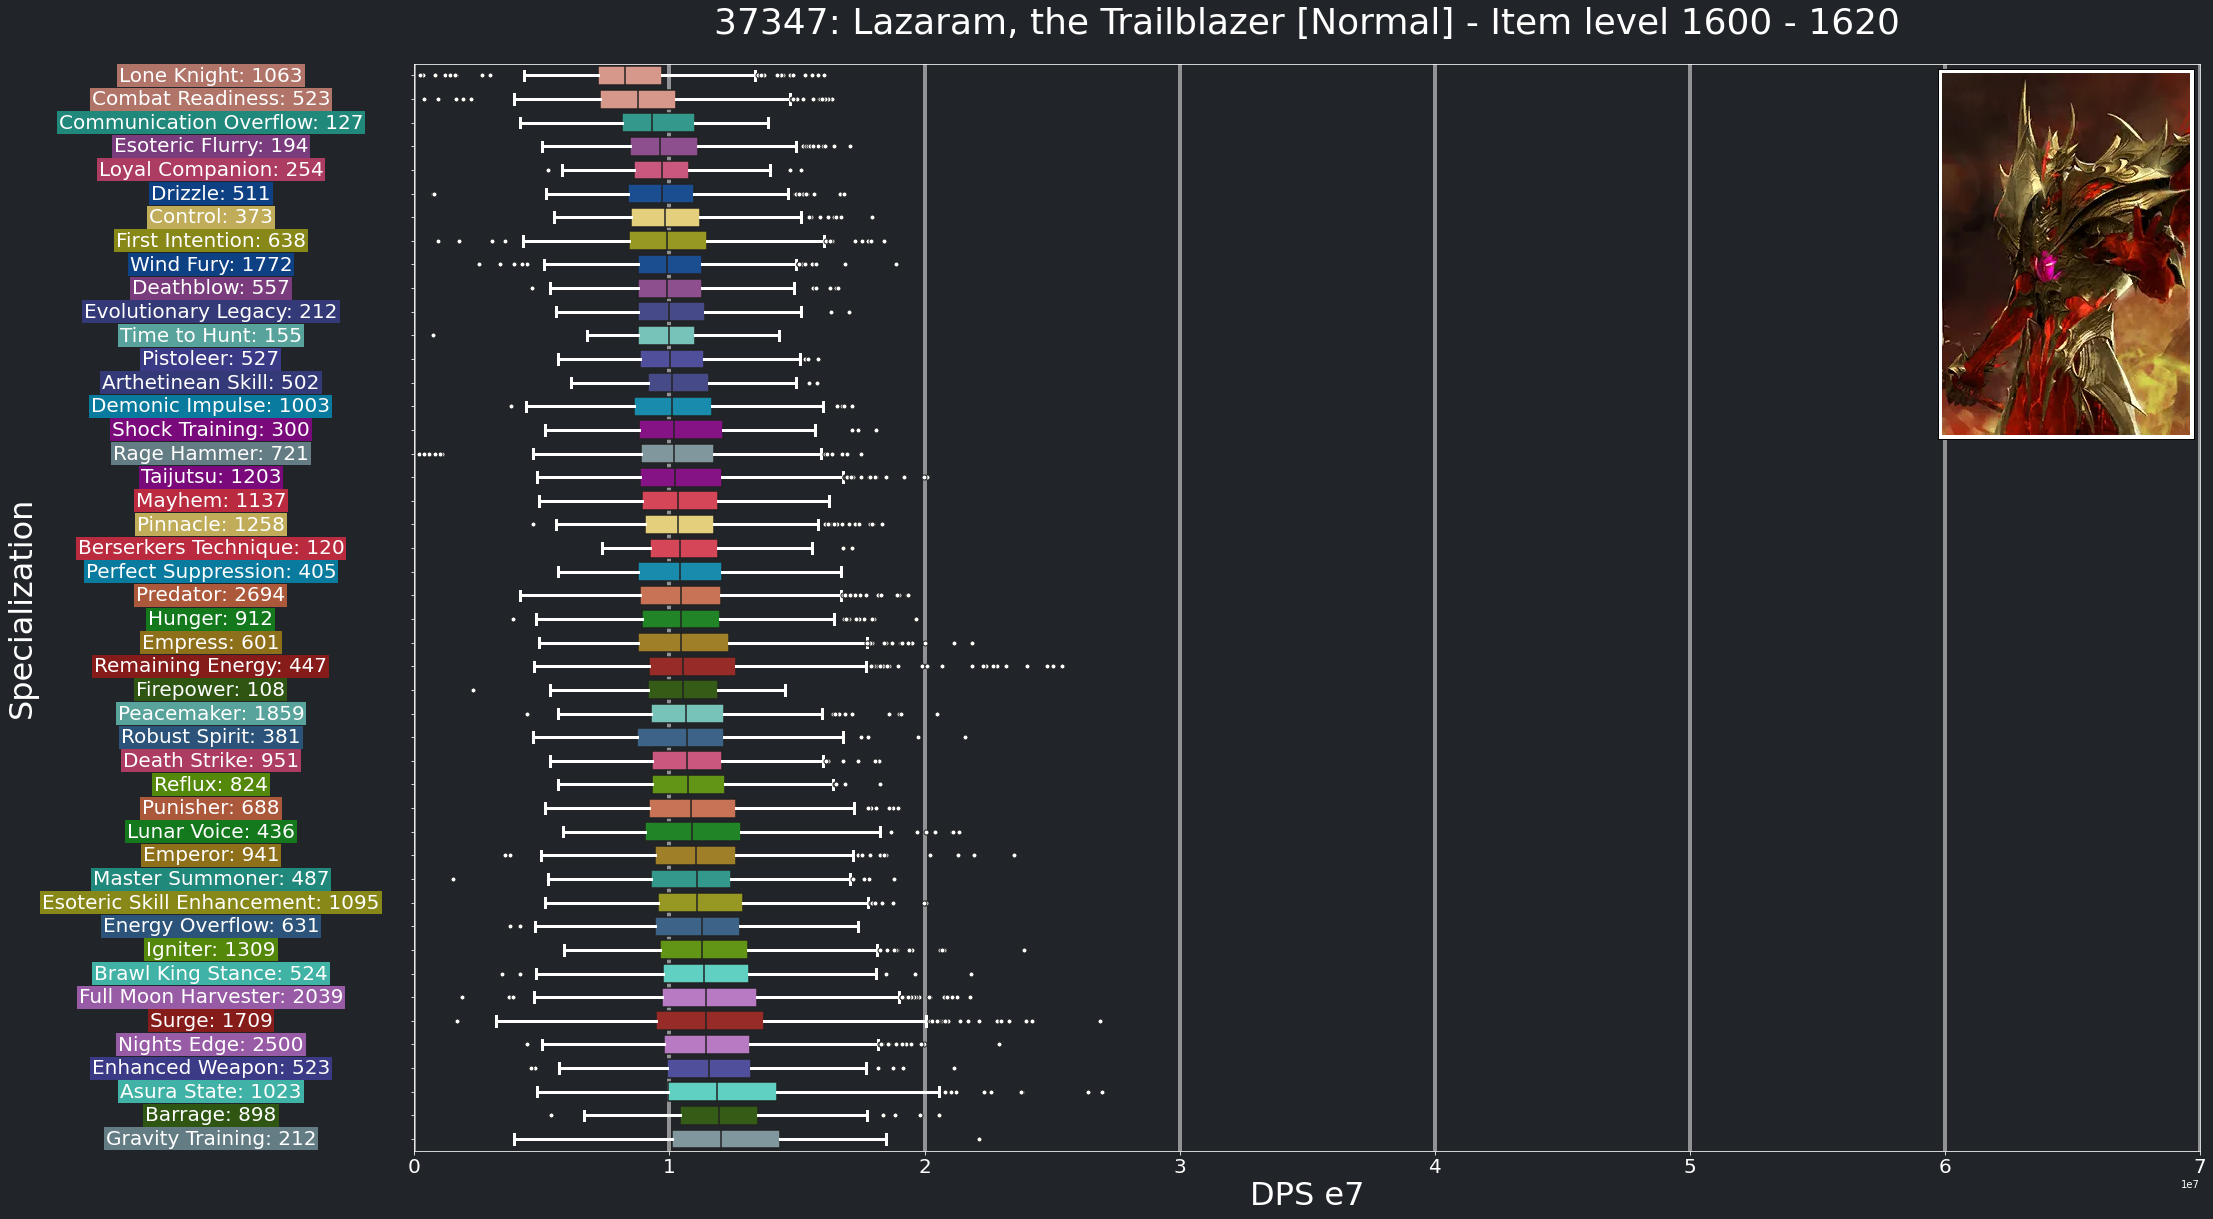 37347: Lazaram, the Trailblazer [Normal] - Item level 1600 - 1620
Specialization
Lone Knight: 1063
Combat Readiness: 523
Communication Overflow: 127
Esoteric Flurry: 194
Loyal Companion: 254
Drizzle: 511
Control: 373
First Intention: 638
Wind Fury: 1772
Deathblow: 557
Evolutionary Legacy: 212
Time to Hunt: 155
Pistoleer: 527
Arthetinean Skill: 502
Demonic Impulse: 1003
Shock Training: 300
Rage Hammer: 721
Taijutsu: 1203
Mayhem: 1137
Pinnacle: 1258
Berserkers Technique: 120
Perfect Suppression: 405
Predator: 2694
Hunger: 912
Empress: 601
Remaining Energy: 447
Firepower: 108
Peacemaker: 1859
Robust Spirit: 381
Death Strike: 951
Reflux: 824
Punisher: 688
Lunar Voice: 436
Emperor: 941
Master Summoner: 487
Esoteric Skill Enhancement: 1095
Energy Overflow: 631
Igniter: 1309
Brawl King Stance: 524
Full Moon Harvester: 2039
Surge: 1709
Nights Edge: 2500
Enhanced Weapon: 523
Asura State: 1023
Barrage: 898
Gravity Training: 212
0 1 2 3 4 5 6 7
1e7
DPS e7